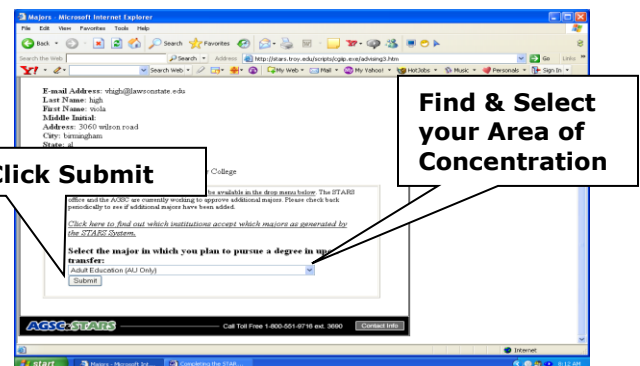 Majors - Microsoft Internet Explorer
File Edit View Favorites Tools Help
Back Search Favorites
Search the Web Search Address http://stars.troy.edu/scripts/cgiip.exe/advising3.htm Go Links
Y! Search Web My Web Mail My Yahoo! HotJobs Music Personals Sign In
E-mail Address: vhigh@lawsonstate.edu
Last Name: high
First Name: viola
Middle Initial:
Address: 3060 wilson road
City: birmingham
State: al
Find & Select
your Area of
Concentration
Click Submit
College
be available in the drop menu below. The STARS
office and the AGSC are currently working to approve additional majors. Please check back
periodically to see if additional majors have been added.
Click here to find out which institutions accept which majors as generated by
the STARS System.
Select the major in which you plan to pursue a degree in upo
transfer:
Adult Education (AU Only)
Submit
AGSC STARS Call Toll Free 1-800-551-9716 ext. 3690 Contact Info
Internet
start Majors - Microsoft Int... Completing the STAR... 8:12 AM